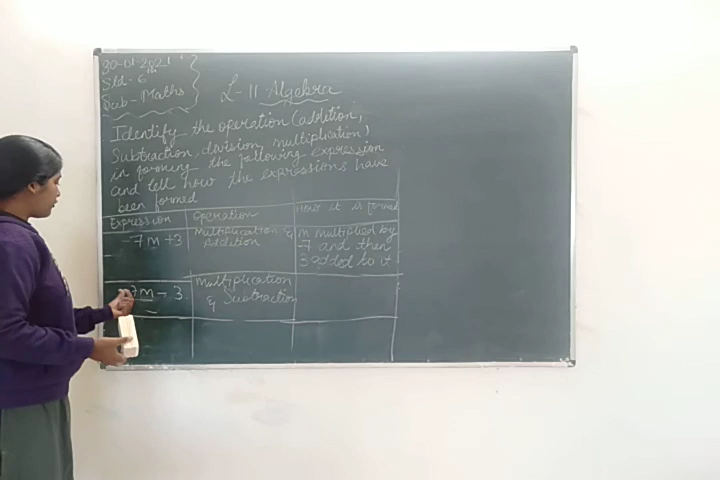 30-01-2021
Std - 6th
Sub - Maths
L-11 Algebra
Identify the operation (addition,
Subtraction, division, multiplication)
in forming the following expression
and tell how the expressions have
been formed
Expression Operation How it is formed
-7m+3 Multiplication & Addition m multiplied by -7 and then 3 added to it
-7m-3 Multiplication & Subtraction